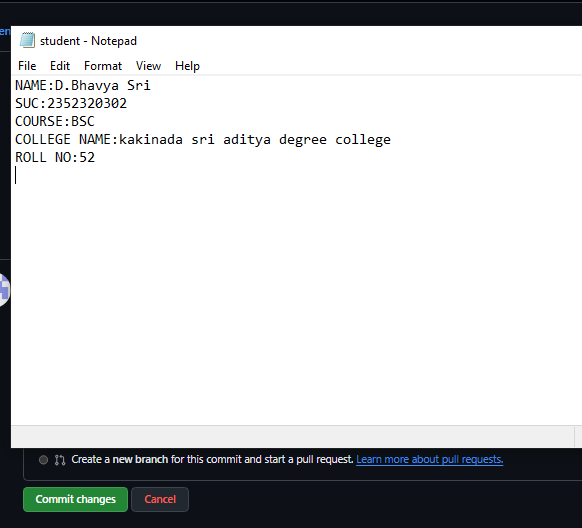 en
student - Notepad
File Edit Format View Help
NAME:D.Bhavya Sri
SUC:2352320302
COURSE:BSC
COLLEGE NAME:kakinada sri aditya degree college
ROLL NO:52
Create a new branch for this commit and start a pull request. Learn more about pull requests.
Commit changes Cancel